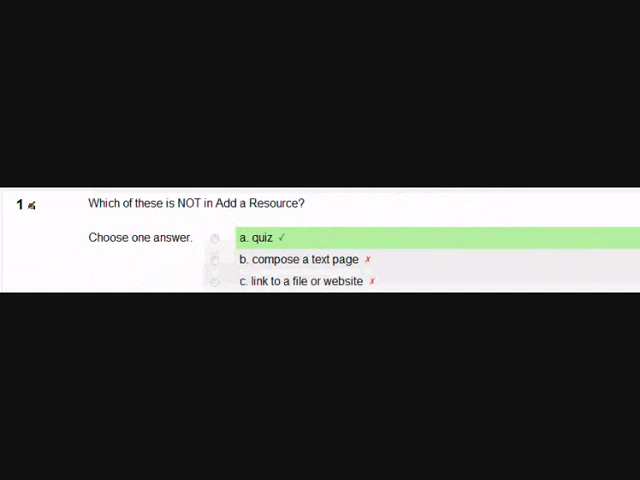 1 Which of these is NOT in Add a Resource?
Choose one answer. a. quiz ✓
b. compose a text page ✗
c. link to a file or website ✗